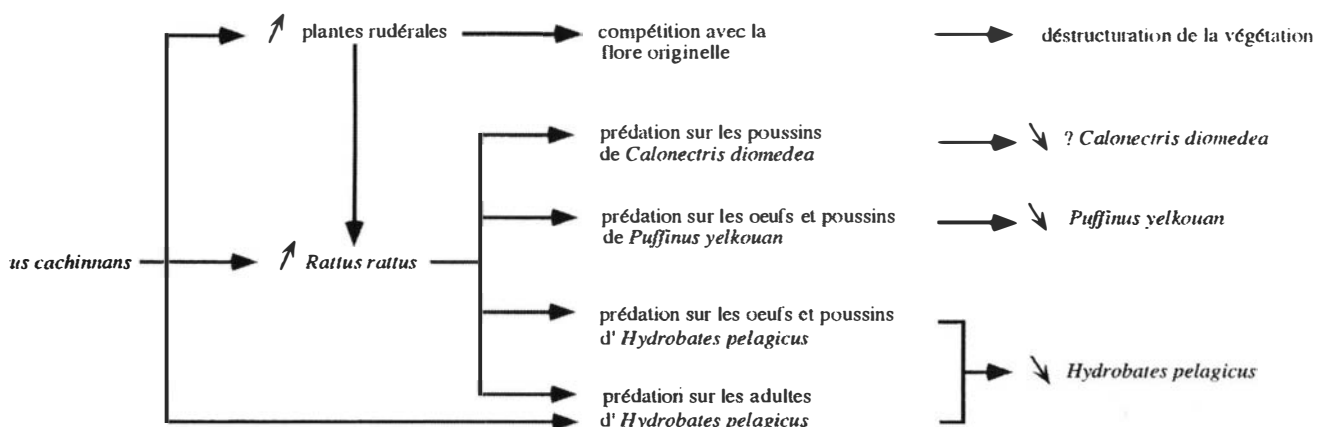 plantes rudérales
compétition avec la
flore originelle
déstructuration de la végétation
prédation sur les poussins
de Calonectris diomedea
? Calonectris diomedea
prédation sur les oeufs et poussins
de Puffinus yelkouan
Puffinus yelkouan
us cachinnans
Rattus rattus
prédation sur les oeufs et poussins
d' Hydrobates pelagicus
Hydrobates pelagicus
prédation sur les adultes
d' Hydrobates pelagicus